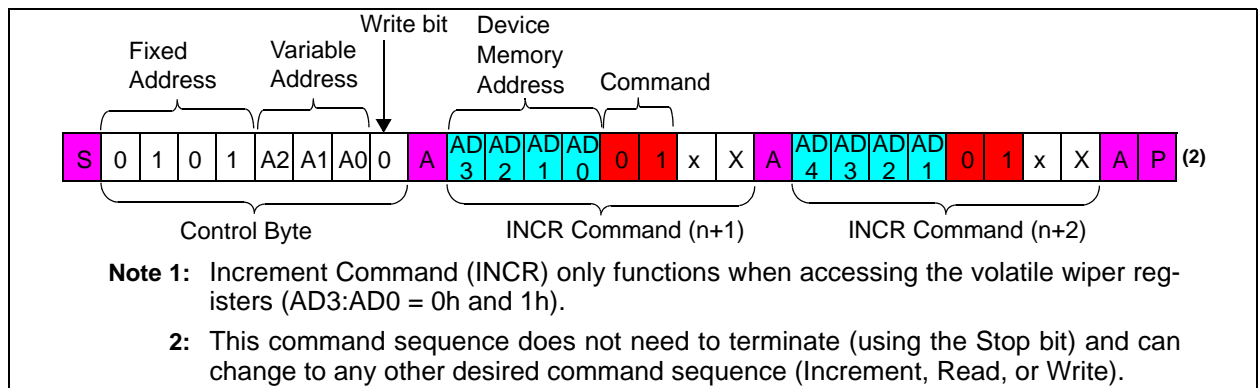 Write bit
Device Memory Address
Fixed Address
Variable Address
Command
S 0 1 0 1 A2 A1 A0 0 A AD3 AD2 AD1 AD0 0 1 x X A AD4 AD3 AD2 AD1 0 1 x X A P (2)
Control Byte
INCR Command (n+1)
INCR Command (n+2)
Note 1: Increment Command (INCR) only functions when accessing the volatile wiper reg-
isters (AD3:AD0 = 0h and 1h).
2: This command sequence does not need to terminate (using the Stop bit) and can
change to any other desired command sequence (Increment, Read, or Write).